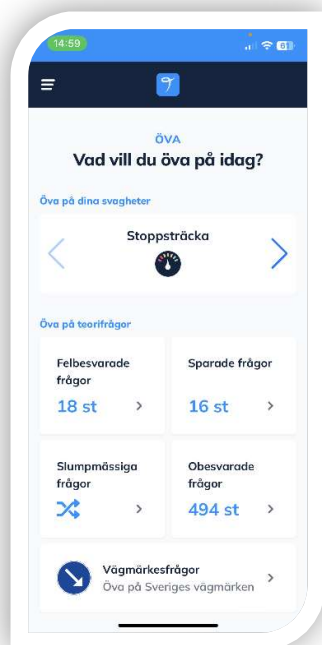 14:59
ÖVA
Vad vill du öva på idag?
Öva på dina svagheter
Stoppsträcka
Öva på teorifrågor
Felbesvarade
frågor
18 st
Sparade frågor
16 st
Slumpmässiga
frågor
Obesvarade
frågor
494 st
Vägmärkesfrågor
Öva på Sveriges vägmärken